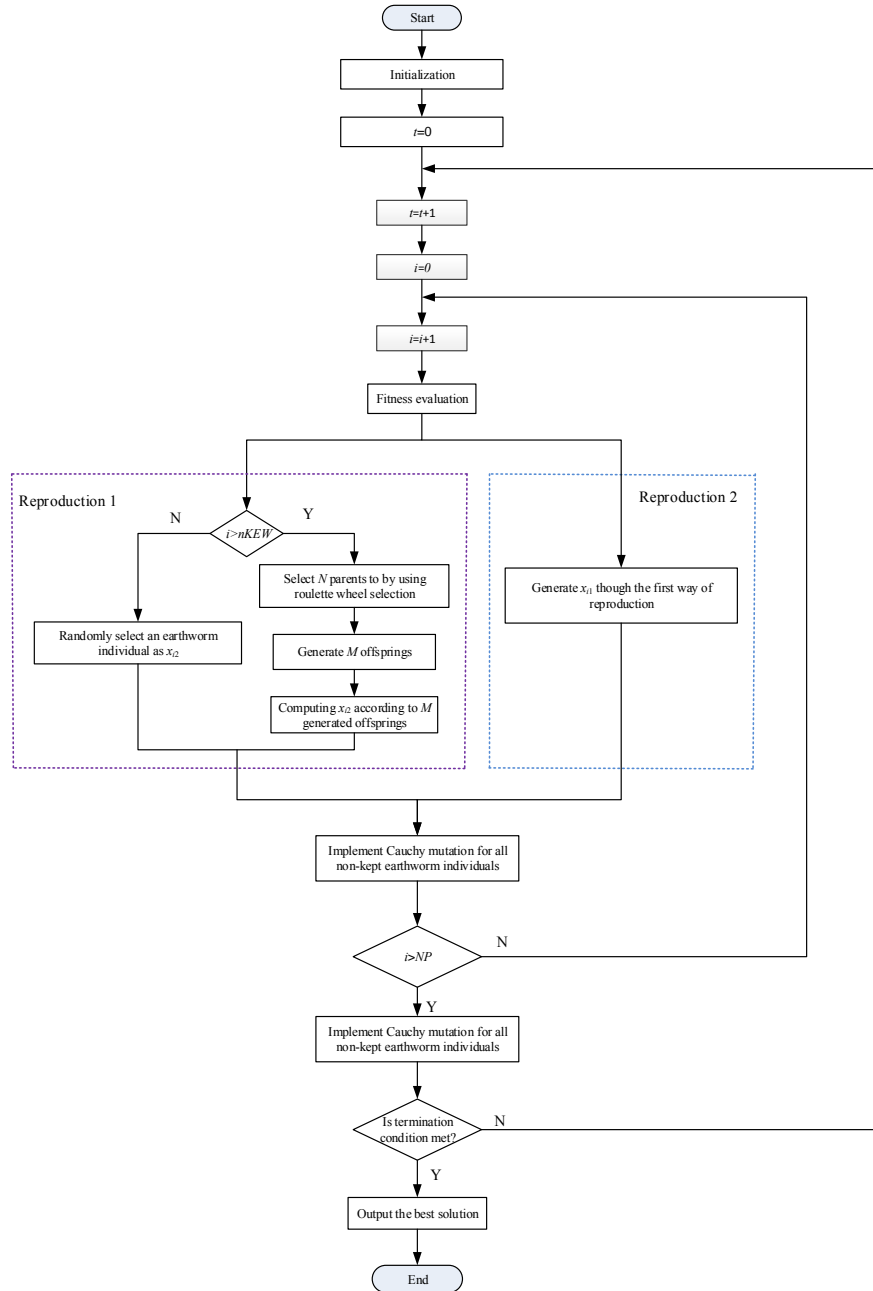 Start
Initialization
t=0
t=t+1
i=0
i=i+1
Fitness evaluation
Reproduction 1
Reproduction 2
N
i>nKEW
Y
Select N parents to by using
roulette wheel selection
Generate xi1 though the first way of
reproduction
Randomly select an earthworm
individual as xi2
Generate M offsprings
Computing xi2 according to M
generated offsprings
Implement Cauchy mutation for all
non-kept earthworm individuals
i>NP
N
Y
Implement Cauchy mutation for all
non-kept earthworm individuals
Is termination
condition met?
N
Y
Output the best solution
End